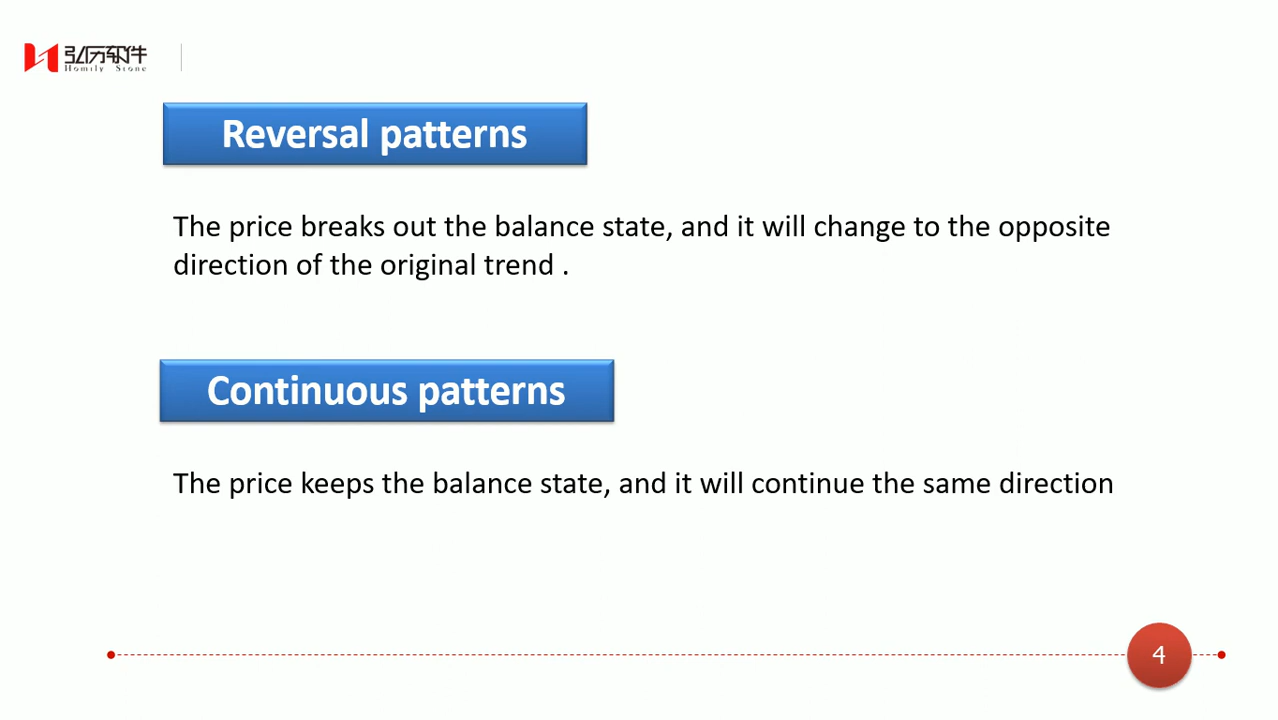 弘历软件
Homily Stone
Reversal patterns
The price breaks out the balance state, and it will change to the opposite
direction of the original trend .
Continuous patterns
The price keeps the balance state, and it will continue the same direction
4